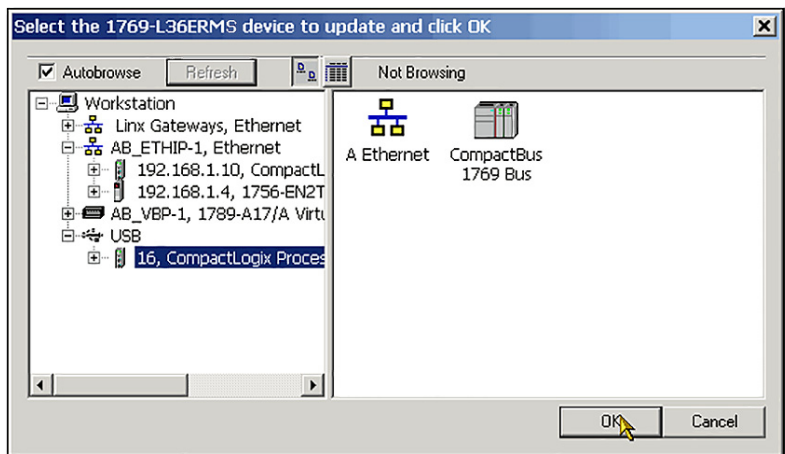 Select the 1769-L36ERMS device to update and click OK
Autobrowse
Refresh
Not Browsing
Workstation
Linx Gateways, Ethernet
AB_ETHIP-1, Ethernet
192.168.1.10, CompactL
192.168.1.4, 1756-EN2T
AB_VBP-1, 1789-A17/A Virtu
USB
16, CompactLogix Proces
A Ethernet
CompactBus
1769 Bus
OK
Cancel